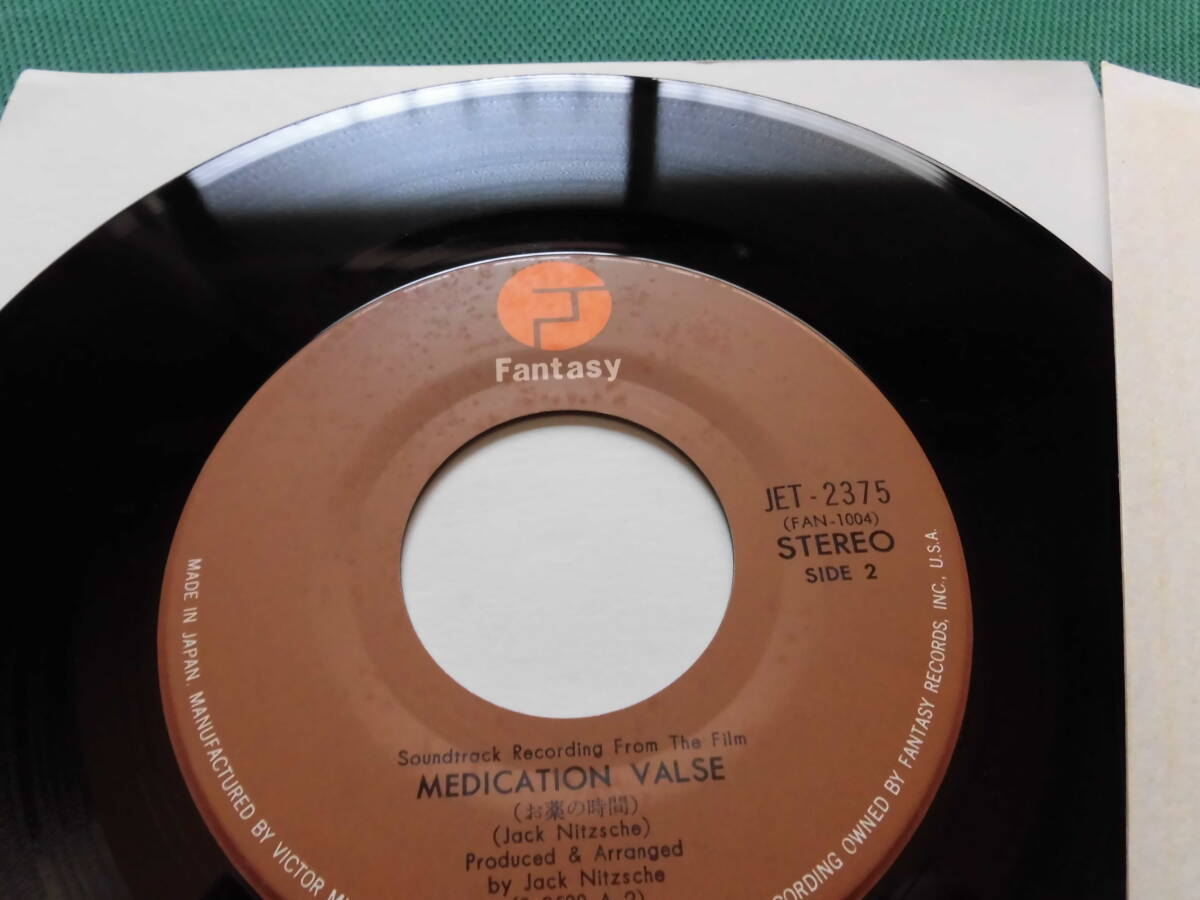 Fantasy
JET-2375
(FAN-1004)
STEREO
SIDE 2
Soundtrack Recording From The Film
MEDICATION VALSE
(お薬の時間)
(Jack Nitzsche)
Produced & Arranged
by Jack Nitzsche
MADE IN JAPAN. MANUFACTURED BY VICTOR
RECORDING OWNED BY FANTASY RECORDS, INC., U.S.A.